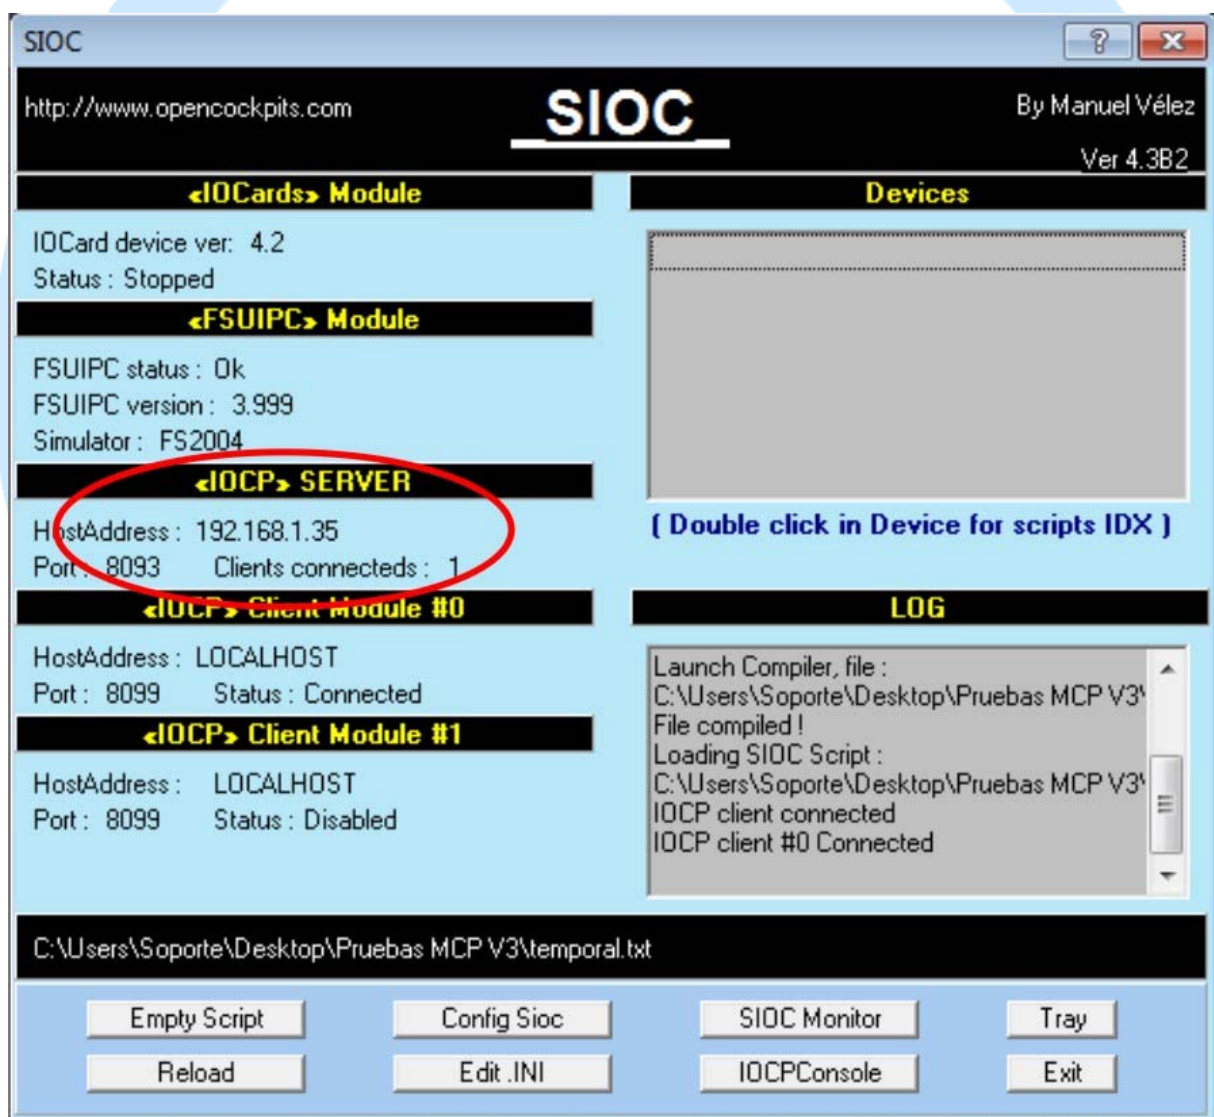 SIOC
http://www.opencockpits.com
SIOC
By Manuel Vélez
Ver 4.3B2
«IOCards» Module
IOCard device ver: 4.2
Status : Stopped
«FSUIPC» Module
FSUIPC status : Ok
FSUIPC version : 3.999
Simulator : FS2004
«IOCP» SERVER
HostAddress : 192.168.1.35
Port : 8093 Clients connecteds : 1
«IOCP» Client Module #0
HostAddress : LOCALHOST
Port : 8099 Status : Connected
«IOCP» Client Module #1
HostAddress : LOCALHOST
Port : 8099 Status : Disabled
Devices
( Double click in Device for scripts IDX )
LOG
Launch Compiler, file :
C:\Users\Soporte\Desktop\Pruebas MCP V3\
File compiled !
Loading SIOC Script :
C:\Users\Soporte\Desktop\Pruebas MCP V3\
IOCP client connected
IOCP client #0 Connected
C:\Users\Soporte\Desktop\Pruebas MCP V3\temporal.txt
Empty Script Config Sioc SIOC Monitor Tray
Reload Edit .INI IOCPConsole Exit